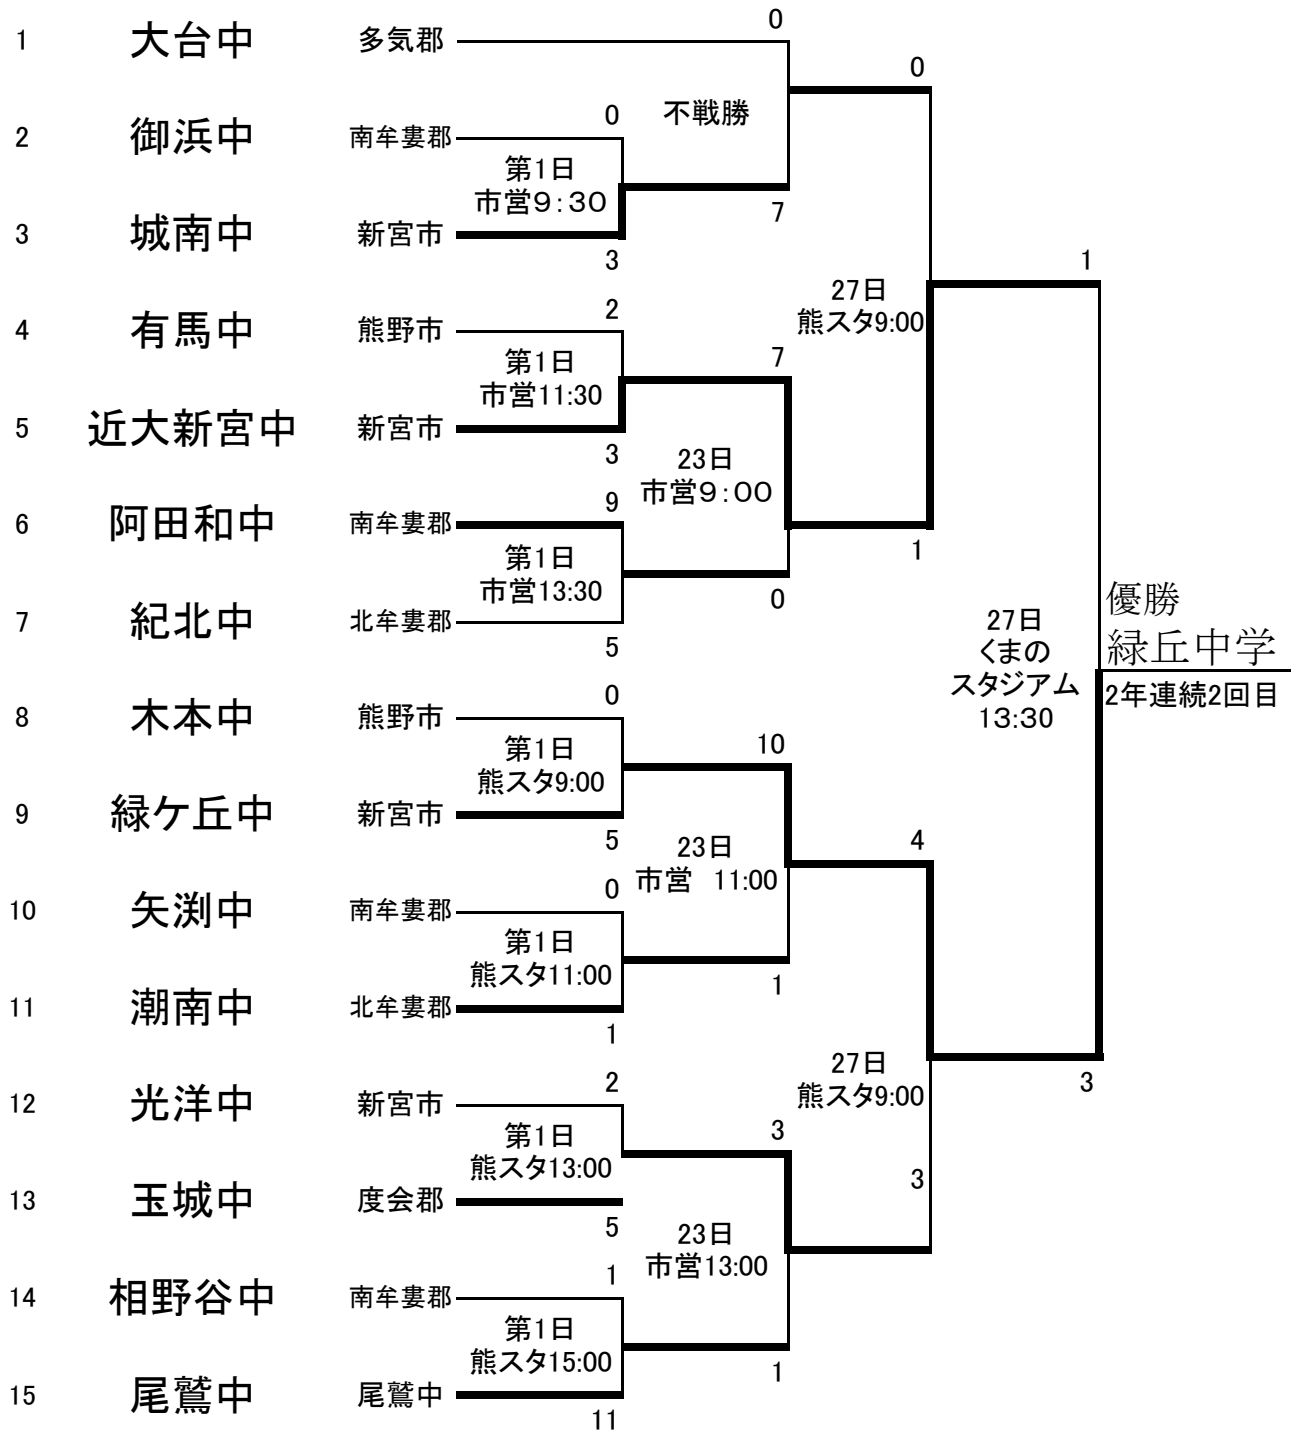 0
1 大台中 多気郡
0
0 不戦勝
2 御浜中 南牟婁郡
第1日
市営9:30
7
3 城南中 新宮市
3
1
2
27日
熊スタ9:00
4 有馬中 熊野市
第1日
市営11:30
7
5 近大新宮中 新宮市
3
23日
市営9:00
9
6 阿田和中 南牟婁郡
第1日
市営13:30
1
0
7 紀北中 北牟婁郡
5
27日
くまの
スタジアム
13:30
優勝
緑丘中学
2年連続2回目
0
8 木本中 熊野市
第1日
熊スタ9:00
10
9 緑ケ丘中 新宮市
5
23日
市営 11:00
4
0
10 矢渕中 南牟婁郡
第1日
熊スタ11:00
1
11 潮南中 北牟婁郡
1
27日
熊スタ9:00
3
2
12 光洋中 新宮市
第1日
熊スタ13:00
3
3
13 玉城中 度会郡
5
23日
市営13:00
1
14 相野谷中 南牟婁郡
第1日
熊スタ15:00
1
15 尾鷲中 尾鷲中
11